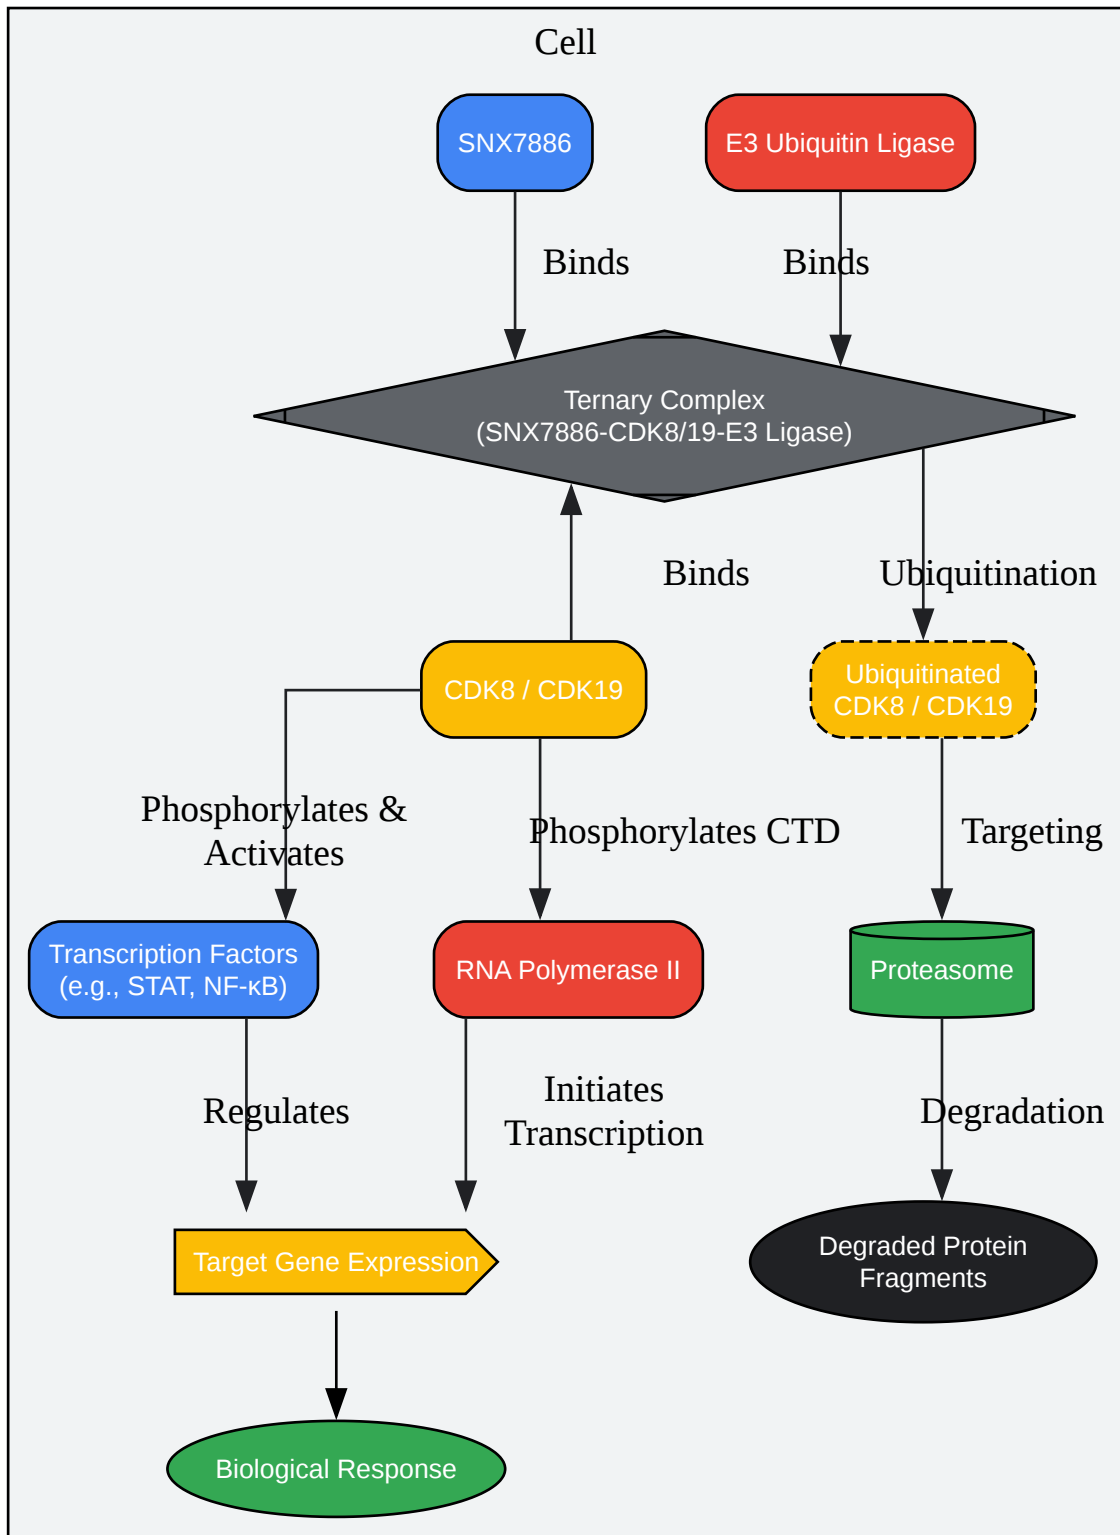 Cell
SNX7886
E3 Ubiquitin Ligase
Binds
Binds
Ternary Complex
(SNX7886-CDK8/19-E3 Ligase)
Binds
Ubiquitination
CDK8 / CDK19
Ubiquitinated
CDK8 / CDK19
Phosphorylates &
Activates
Phosphorylates CTD
Targeting
Transcription Factors
(e.g., STAT, NF-κB)
RNA Polymerase II
Proteasome
Regulates
Initiates
Transcription
Degradation
Target Gene Expression
Degraded Protein
Fragments
Biological Response